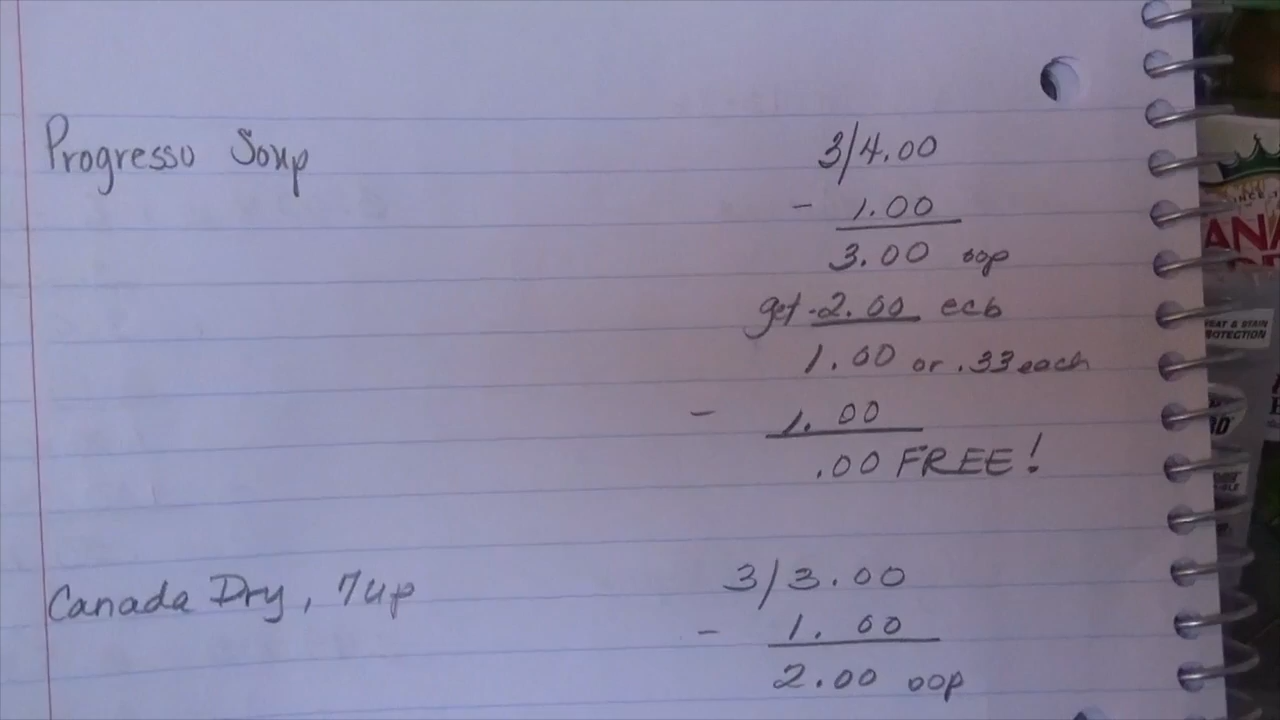 Progresso Soup 3/4.00
- 1.00
3.00 oop
get -2.00 ecb
1.00 or .33 each
- 1.00
.00 FREE!
Canada Dry, 7up 3/3.00
- 1.00
2.00 oop